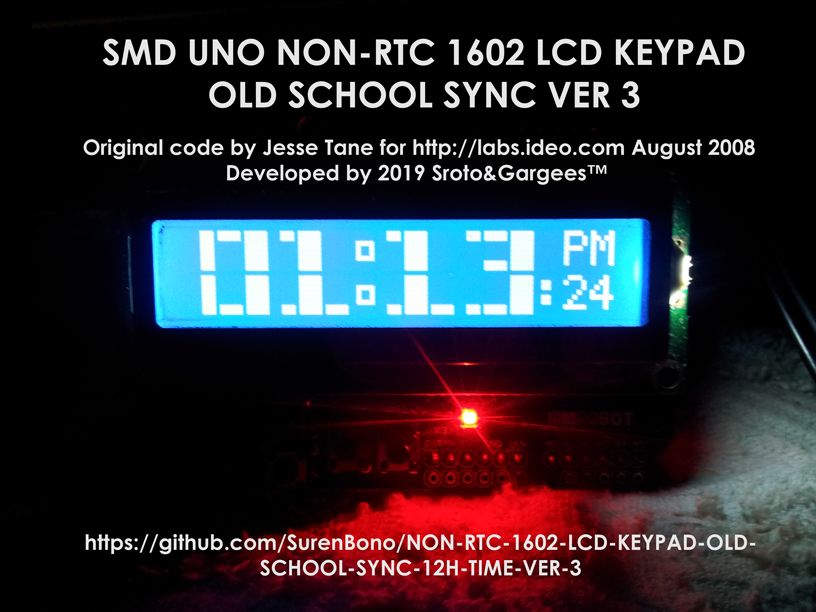 SMD UNO NON-RTC 1602 LCD KEYPAD
OLD SCHOOL SYNC VER 3
Original code by Jesse Tane for http://labs.ideo.com August 2008
Developed by 2019 Sroto&Gargees™
01:13 PM
:24
https://github.com/SurenBono/NON-RTC-1602-LCD-KEYPAD-OLD-
SCHOOL-SYNC-12H-TIME-VER-3